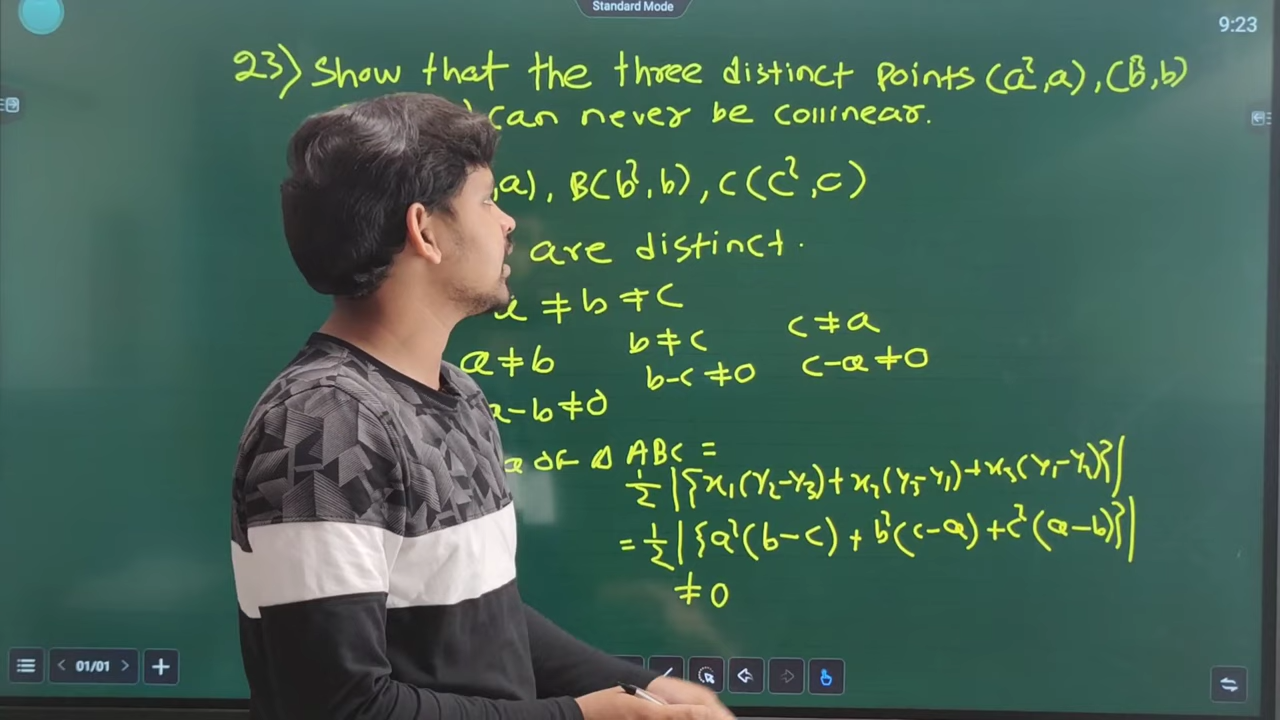 Standard Mode
9:23
23) Show that the three distinct points (a²,a), (b²,b)
can never be collinear.
,a), B(b²,b), C(c²,c)
are distinct.
a ≠ b ≠ c
a≠b b≠c c≠a
a-b≠0 b-c≠0 c-a≠0
a of Δ ABC =
½|{x₁(y₂-y₃)+x₂(y₃-y₁)+x₃(y₁-y₂)}|
=½|{a²(b-c)+b²(c-a)+c²(a-b)}|
≠0
01/01